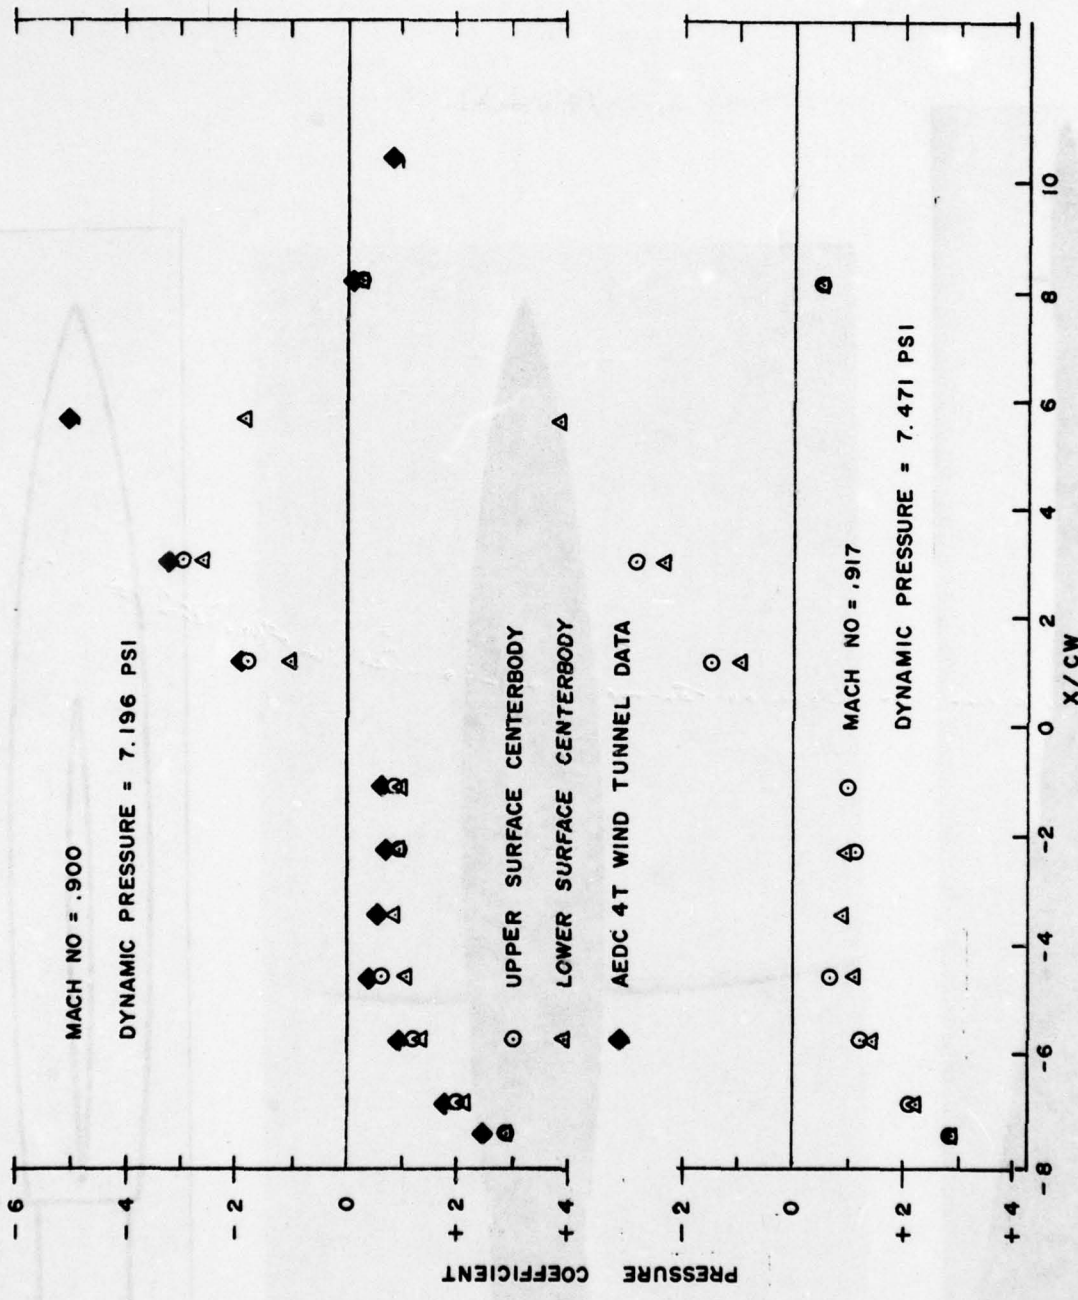 MACH NO = .900
DYNAMIC PRESSURE = 7.196 PSI
UPPER SURFACE CENTERBODY
LOWER SURFACE CENTERBODY
AEDC 4T WIND TUNNEL DATA
MACH NO = .917
DYNAMIC PRESSURE = 7.471 PSI
PRESSURE COEFFICIENT
-6
-4
-2
0
+2
+4
-2
0
+2
+4
-8
-6
-4
-2
0
2
4
6
8
10
X/CW